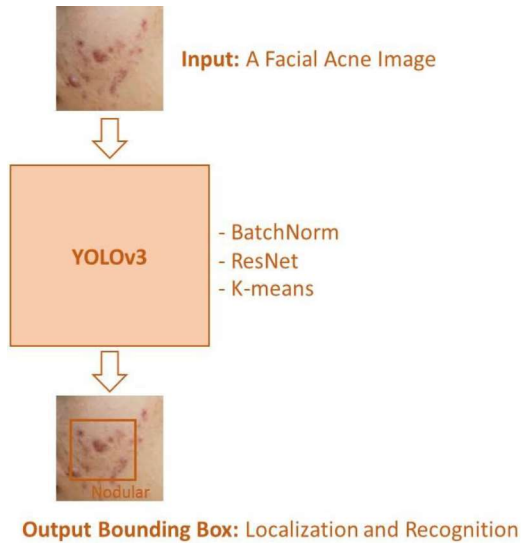 Input: A Facial Acne Image
YOLOv3
- BatchNorm
- ResNet
- K-means
Nodular
Output Bounding Box: Localization and Recognition